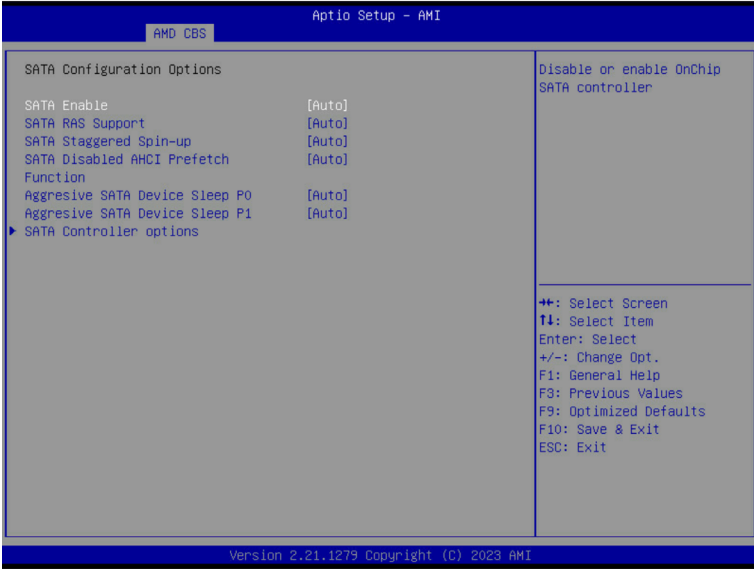 Aptio Setup – AMI
AMD CBS
SATA Configuration Options
SATA Enable [Auto]
SATA RAS Support [Auto]
SATA Staggered Spin-up [Auto]
SATA Disabled AHCI Prefetch [Auto]
Function
Aggresive SATA Device Sleep P0 [Auto]
Aggresive SATA Device Sleep P1 [Auto]
SATA Controller options
Disable or enable OnChip
SATA controller
→←: Select Screen
↑↓: Select Item
Enter: Select
+/-: Change Opt.
F1: General Help
F3: Previous Values
F9: Optimized Defaults
F10: Save & Exit
ESC: Exit
Version 2.21.1279 Copyright (C) 2023 AMI